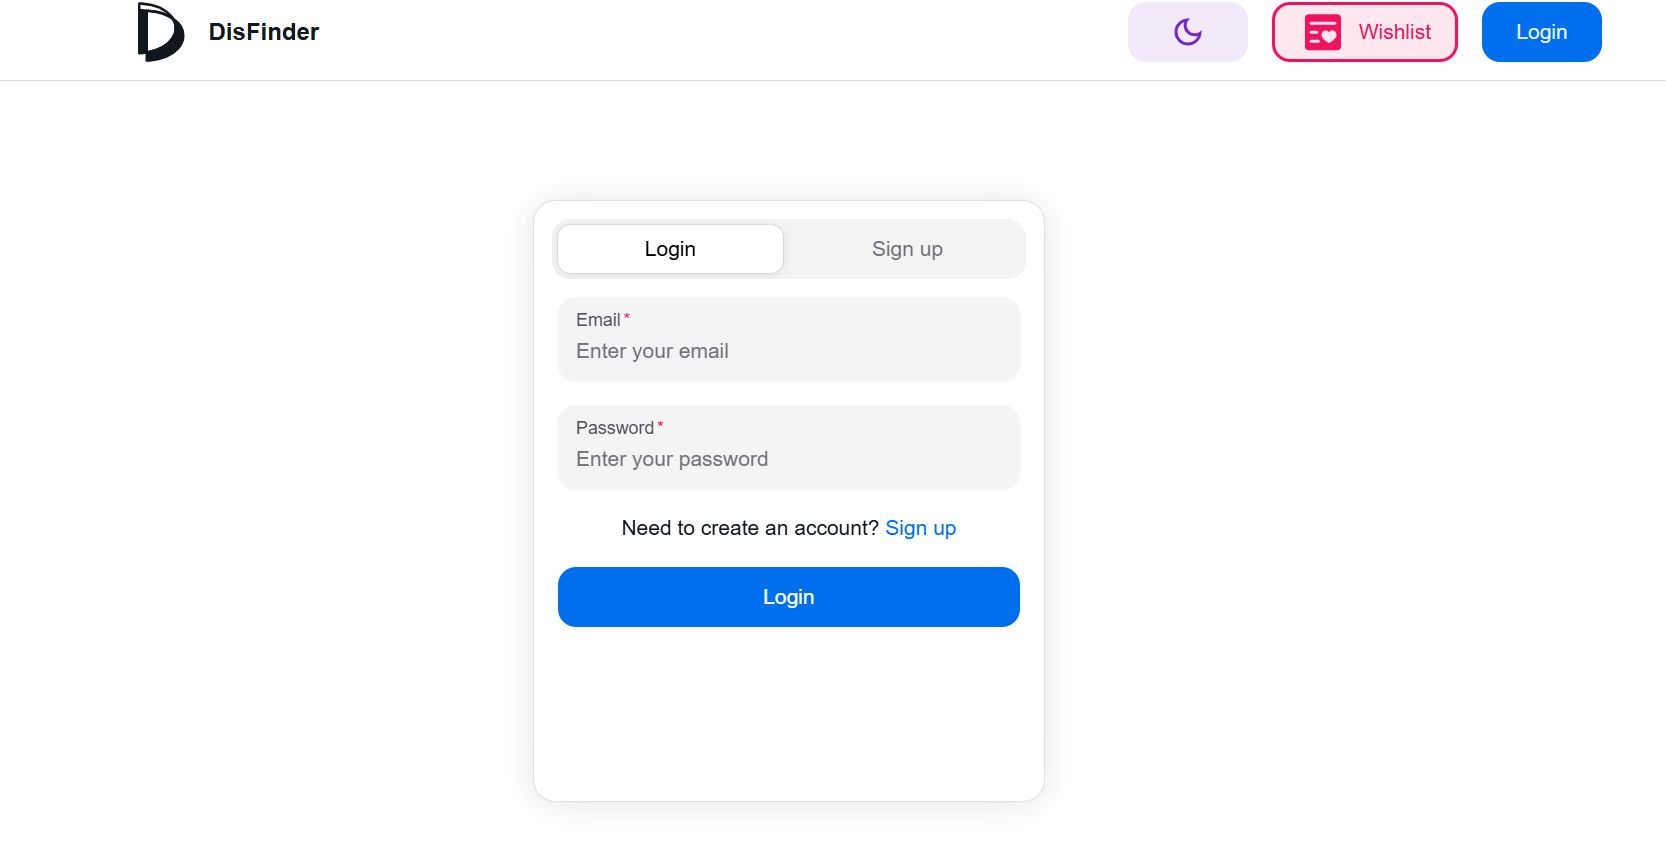 DisFinder
Wishlist
Login
Login
Sign up
Email*
Enter your email
Password*
Enter your password
Need to create an account? Sign up
Login